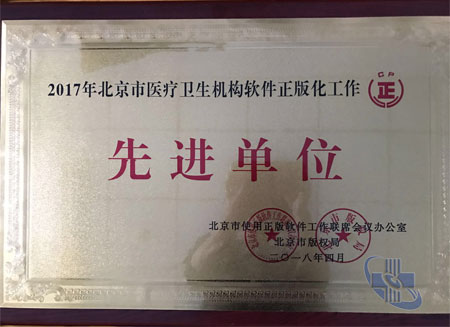 2017年北京市医疗卫生机构软件正版化工作
CP
正
先进单位
北京市使用正版软件工作联席会议办公室
北京市版权局
二〇一八年四月